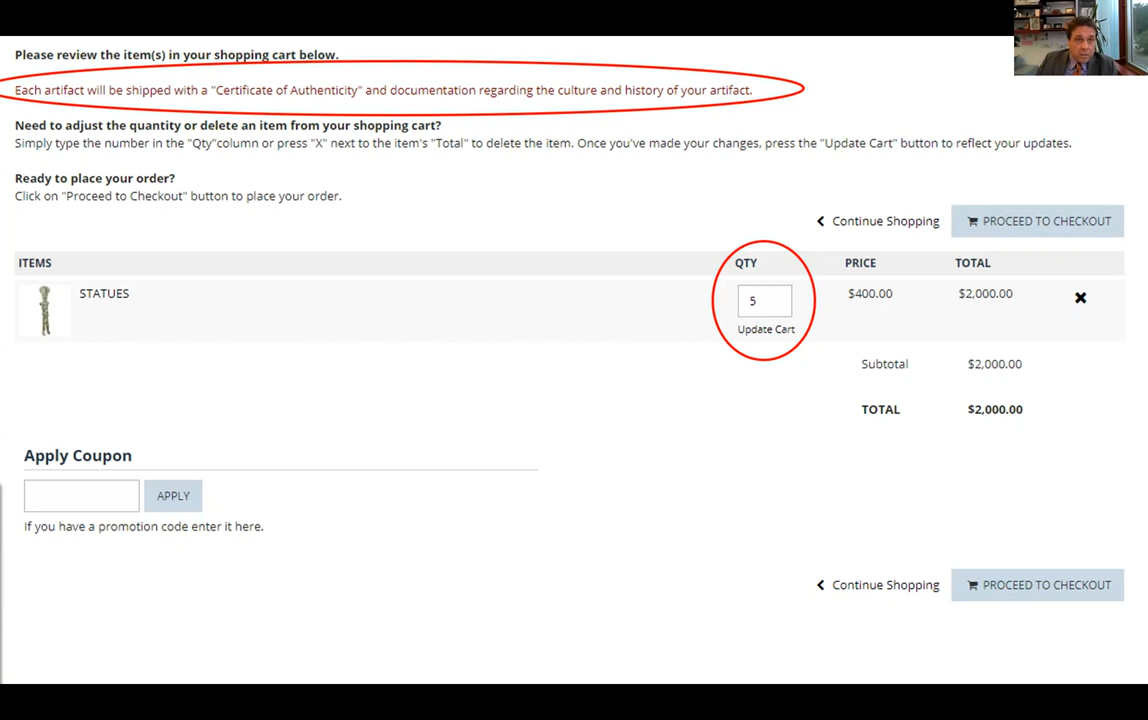 Please review the item(s) in your shopping cart below.
Each artifact will be shipped with a "Certificate of Authenticity" and documentation regarding the culture and history of your artifact.
Need to adjust the quantity or delete an item from your shopping cart?
Simply type the number in the "Qty"column or press "X" next to the item's "Total" to delete the item. Once you've made your changes, press the "Update Cart" button to reflect your updates.
Ready to place your order?
Click on "Proceed to Checkout" button to place your order.
Continue Shopping PROCEED TO CHECKOUT
ITEMS QTY PRICE TOTAL
STATUES 5 $400.00 $2,000.00
Update Cart
Subtotal $2,000.00
TOTAL $2,000.00
Apply Coupon
APPLY
If you have a promotion code enter it here.
Continue Shopping PROCEED TO CHECKOUT